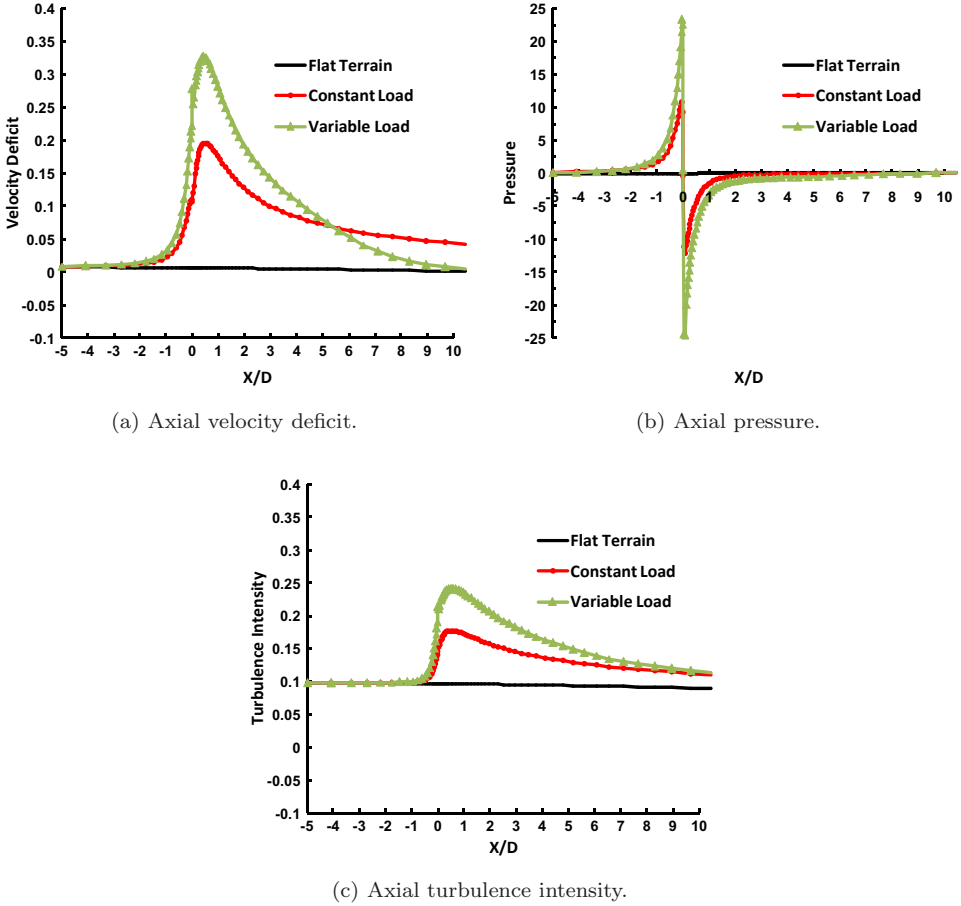 0.4
0.35
0.3
0.25
0.2
0.15
0.1
0.05
0
-0.05
-0.1
Velocity Deficit
Flat Terrain
Constant Load
Variable Load
-5 -4 -3 -2 -1 0 1 2 3 4 5 6 7 8 9 10
X/D
(a) Axial velocity deficit.
25
20
15
10
5
0
-5
-10
-15
-20
-25
Pressure
Flat Terrain
Constant Load
Variable Load
-5 -4 -3 -2 -1 0 1 2 3 4 5 6 7 8 9 10
X/D
(b) Axial pressure.
0.4
0.35
0.3
0.25
0.2
0.15
0.1
0.05
0
-0.05
-0.1
Turbulence Intensity
Flat Terrain
Constant Load
Variable Load
-5 -4 -3 -2 -1 0 1 2 3 4 5 6 7 8 9 10
X/D
(c) Axial turbulence intensity.